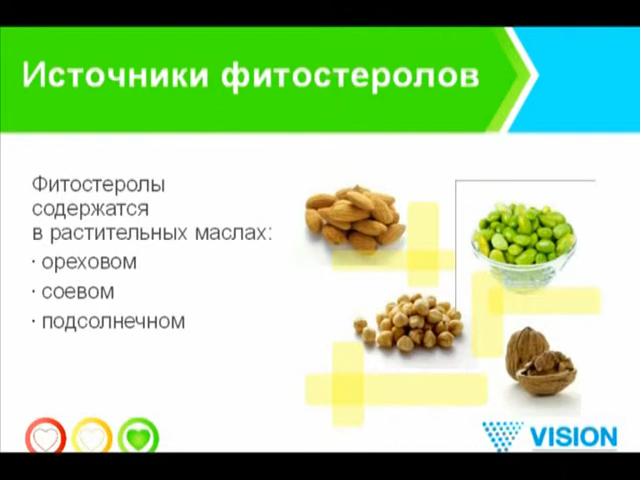 Источники фитостеролов
Фитостеролы
содержатся
в растительных маслах:
· ореховом
· соевом
· подсолнечном
VISION